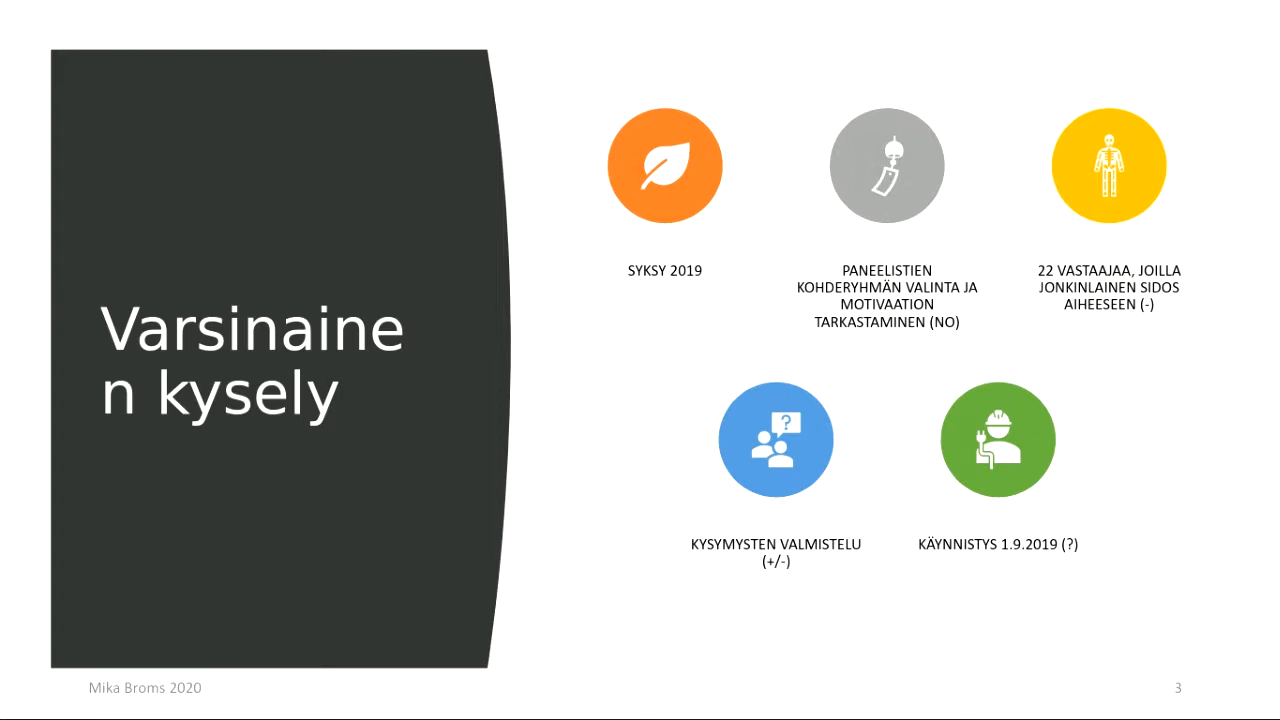 Varsinaine
n kysely
SYKSY 2019
PANEELISTIEN
KOHDERYHMÄN VALINTA JA
MOTIVAATION
TARKASTAMINEN (NO)
22 VASTAAJAA, JOILLA
JONKINLAINEN SIDOS
AIHEESEEN (-)
?
KYSYMYSTEN VALMISTELU
(+/-)
KÄYNNISTYS 1.9.2019 (?)
Mika Broms 2020
3